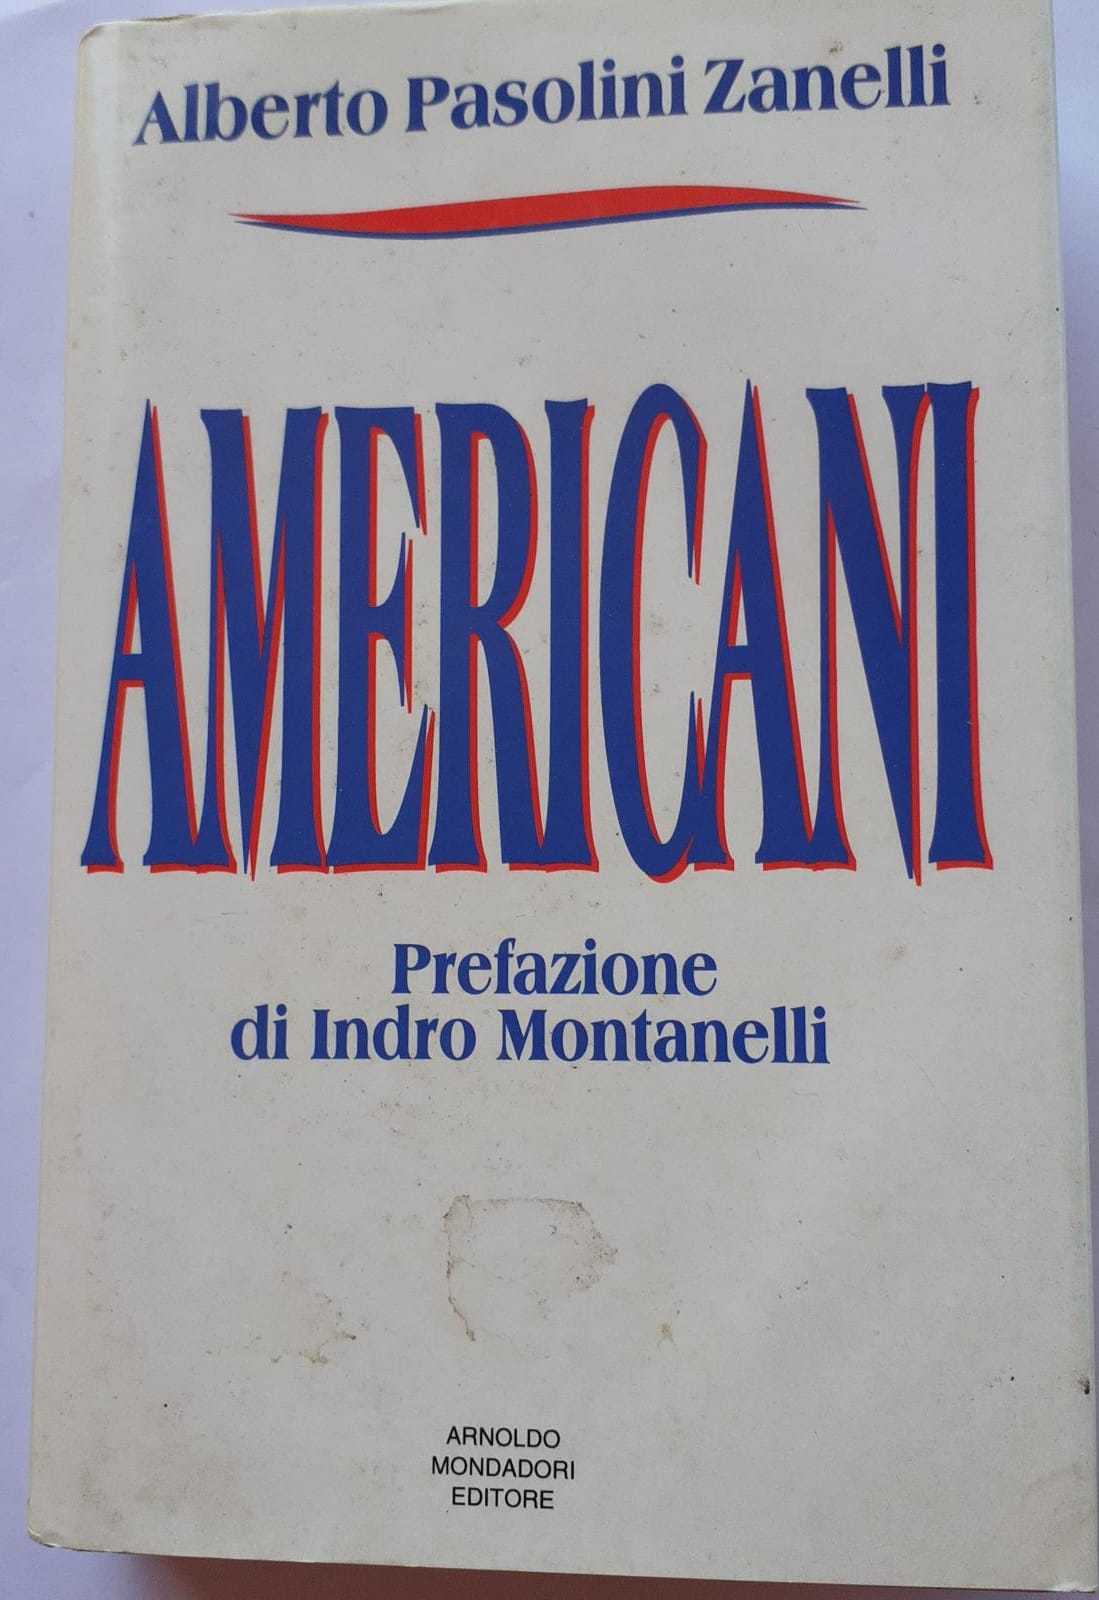 Alberto Pasolini Zanelli
AMERICANI
Prefazione
di Indro Montanelli
ARNOLDO
MONDADORI
EDITORE